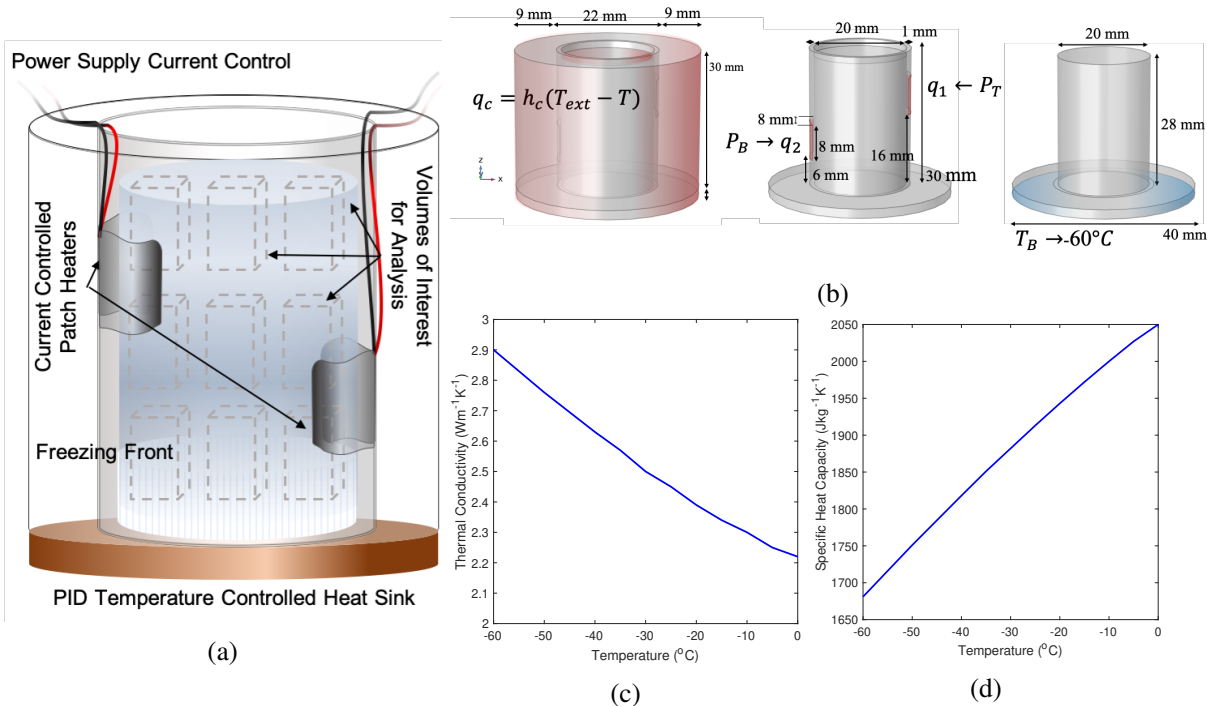 Power Supply Current Control
Current Controlled
Patch Heaters
Volumes of Interest
for Analysis
Freezing Front
PID Temperature Controlled Heat Sink
(a)
9 mm 22 mm 9 mm
30 mm
q_c = h_c(T_ext − T)
z
y
x
20 mm
1 mm
q_1 ← P_T
8 mm
P_B → q_2
8 mm
16 mm
6 mm
30 mm
20 mm
28 mm
T_B → -60°C
40 mm
(b)
3
2.9
2.8
2.7
2.6
2.5
2.4
2.3
2.2
2.1
2
Thermal Conductivity (Wm⁻¹K⁻¹)
-60 -50 -40 -30 -20 -10 0
Temperature (°C)
(c)
2050
2000
1950
1900
1850
1800
1750
1700
1650
Specific Heat Capacity (Jkg⁻¹K⁻¹)
-60 -50 -40 -30 -20 -10 0
Temperature (°C)
(d)